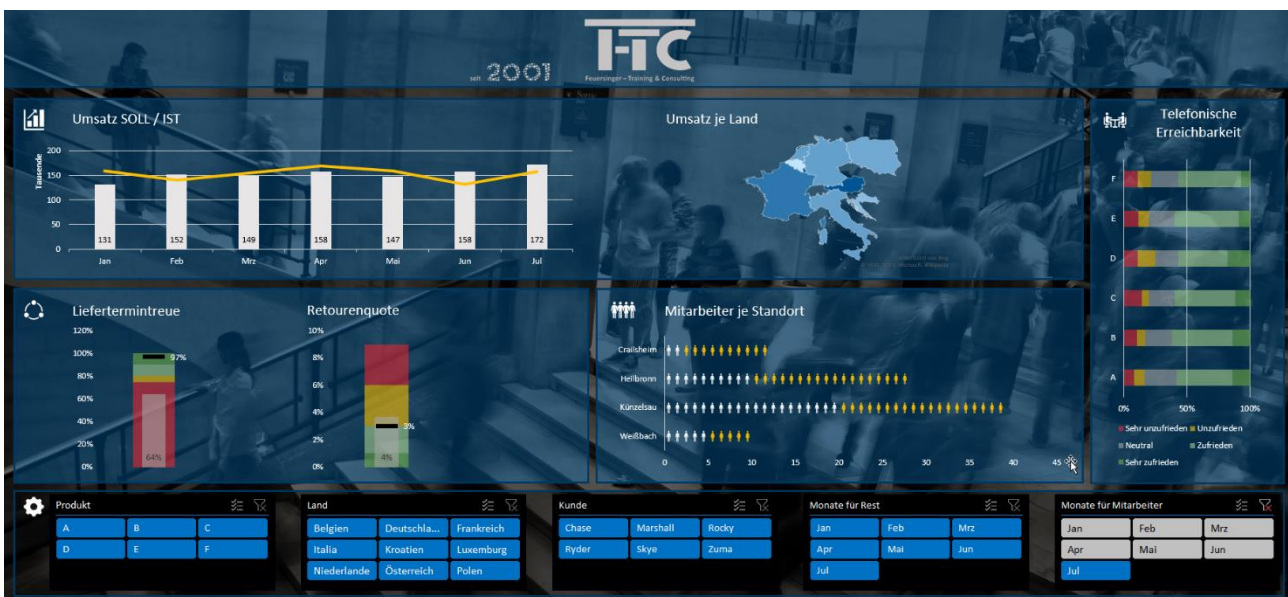 HTC
seit 2001
Feuersinger – Training & Consulting
Umsatz SOLL / IST
Tausende
200
150
100
50
0
131 152 149 158 147 158 172
Jan Feb Mrz Apr Mai Jun Jul
Umsatz je Land
Telefonische
Erreichbarkeit
F
E
D
C
B
A
0% 50% 100%
Sehr unzufrieden Unzufrieden
Neutral Zufrieden
Sehr zufrieden
Liefertermintreue
120%
100%
80%
60%
40%
20%
0%
97%
64%
Retourenquote
10%
8%
6%
4%
2%
0%
3%
4%
Mitarbeiter je Standort
Crailsheim
Heilbronn
Künzelsau
Weißbach
0 5 10 15 20 25 30 35 40 45
Produkt
A B C
D E F
Land
Belgien Deutschla... Frankreich
Italia Kroatien Luxemburg
Niederlande Österreich Polen
Kunde
Chase Marshall Rocky
Ryder Skye Zuma
Monate für Rest
Jan Feb Mrz
Apr Mai Jun
Jul
Monate für Mitarbeiter
Jan Feb Mrz
Apr Mai Jun
Jul